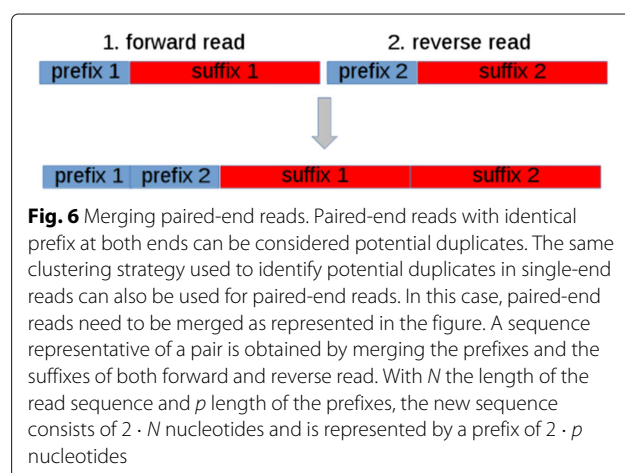 1. forward read 2. reverse read
prefix 1 suffix 1 prefix 2 suffix 2
prefix 1 prefix 2 suffix 1 suffix 2
Fig. 6 Merging paired-end reads. Paired-end reads with identical
prefix at both ends can be considered potential duplicates. The same
clustering strategy used to identify potential duplicates in single-end
reads can also be used for paired-end reads. In this case, paired-end
reads need to be merged as represented in the figure. A sequence
representative of a pair is obtained by merging the prefixes and the
suffixes of both forward and reverse read. With N the length of the
read sequence and p length of the prefixes, the new sequence
consists of 2 · N nucleotides and is represented by a prefix of 2 · p
nucleotides